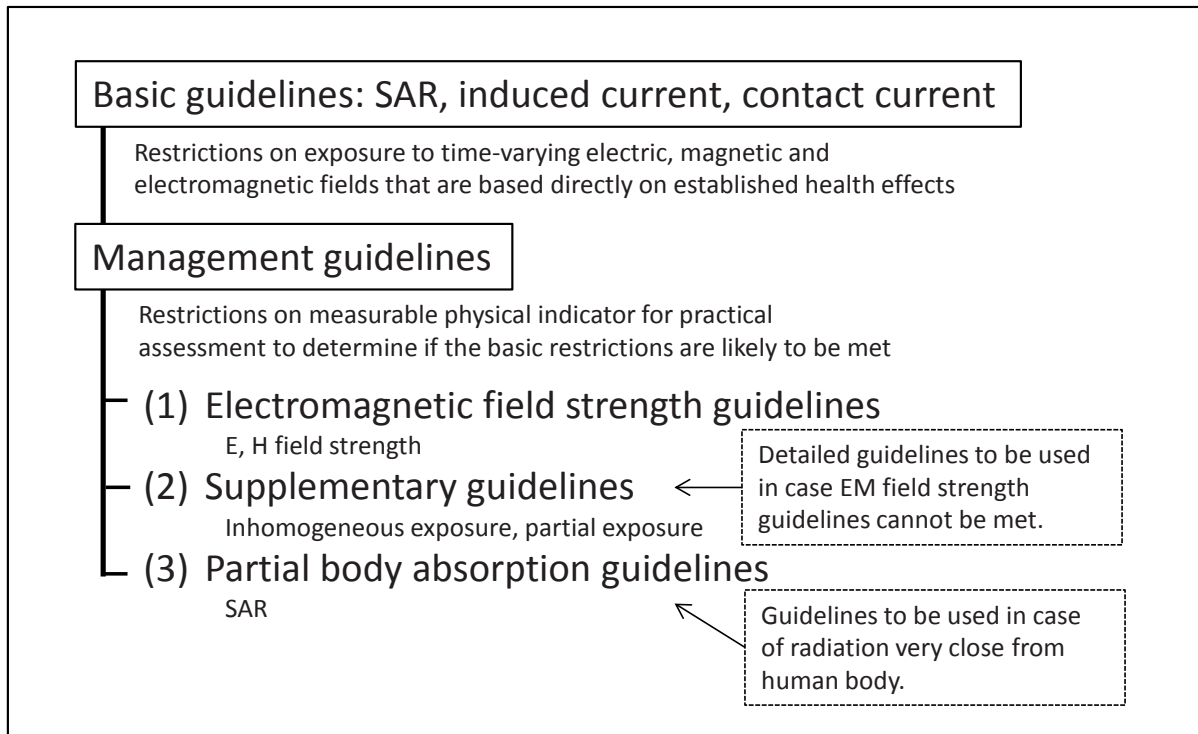 Basic guidelines: SAR, induced current, contact current
Restrictions on exposure to time-varying electric, magnetic and
electromagnetic fields that are based directly on established health effects
Management guidelines
Restrictions on measurable physical indicator for practical
assessment to determine if the basic restrictions are likely to be met
(1) Electromagnetic field strength guidelines
E, H field strength
(2) Supplementary guidelines
Inhomogeneous exposure, partial exposure
Detailed guidelines to be used
in case EM field strength
guidelines cannot be met.
(3) Partial body absorption guidelines
SAR
Guidelines to be used in case
of radiation very close from
human body.